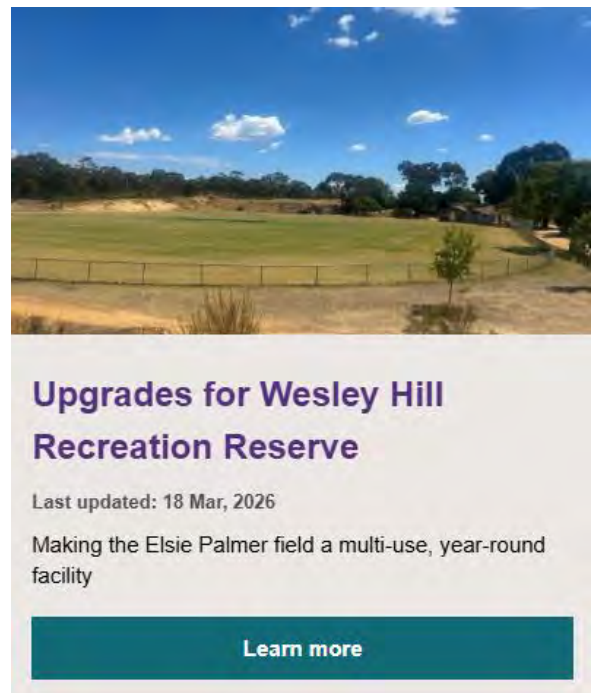 Upgrades for Wesley Hill
Recreation Reserve
Last updated: 18 Mar, 2026
Making the Elsie Palmer field a multi-use, year-round
facility
Learn more